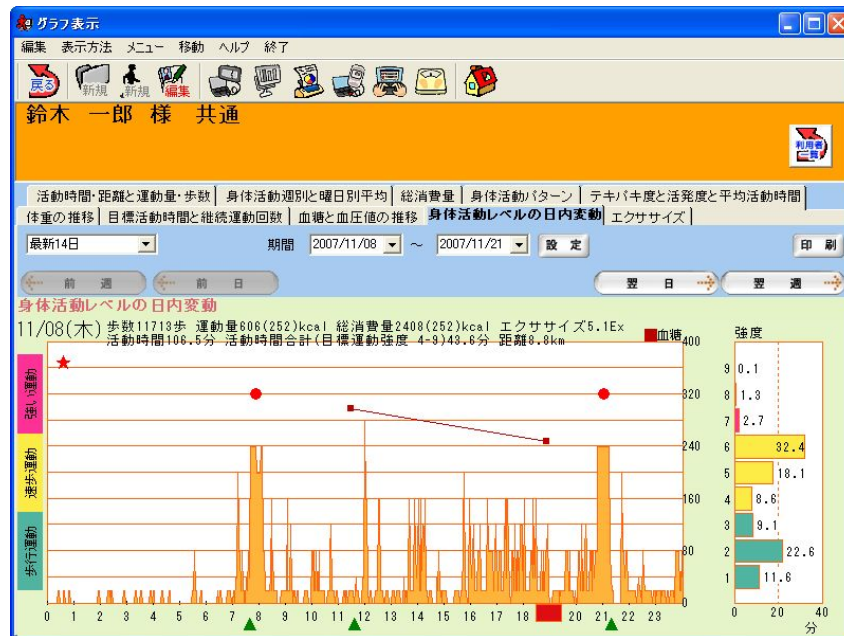 グラフ表示
編集 表示方法 メニュー 移動 ヘルプ 終了
戻る 新規 新規 編集
鈴木 一郎 様 共通
利用者一覧
活動時間・距離と運動量・歩数 身体活動週別と曜日別平均 総消費量 身体活動パターン テキパキ度と活発度と平均活動時間
体重の推移 目標活動時間と継続運動回数 血糖と血圧値の推移 身体活動レベルの日内変動 エクササイズ
最新14日 期間 2007/11/08 ～ 2007/11/21 設定 印刷
前週 前日 翌日 翌週
身体活動レベルの日内変動
11/08(木) 歩数11713歩 運動量606(252)kcal 総消費量2408(252)kcal エクササイズ5.1Ex
活動時間106.5分 活動時間合計(目標運動強度 4-9)43.6分 距離8.8km
血糖 400 強度
強い運動
速歩運動
歩行運動
320
240
160
80
0
9 0.1
8 1.3
7 2.7
6 32.4
5 18.1
4 8.6
3 9.1
2 22.6
1 11.6
0 1 2 3 4 5 6 7 8 9 10 11 12 13 14 15 16 17 18 20 21 22 23
0 20 40
分